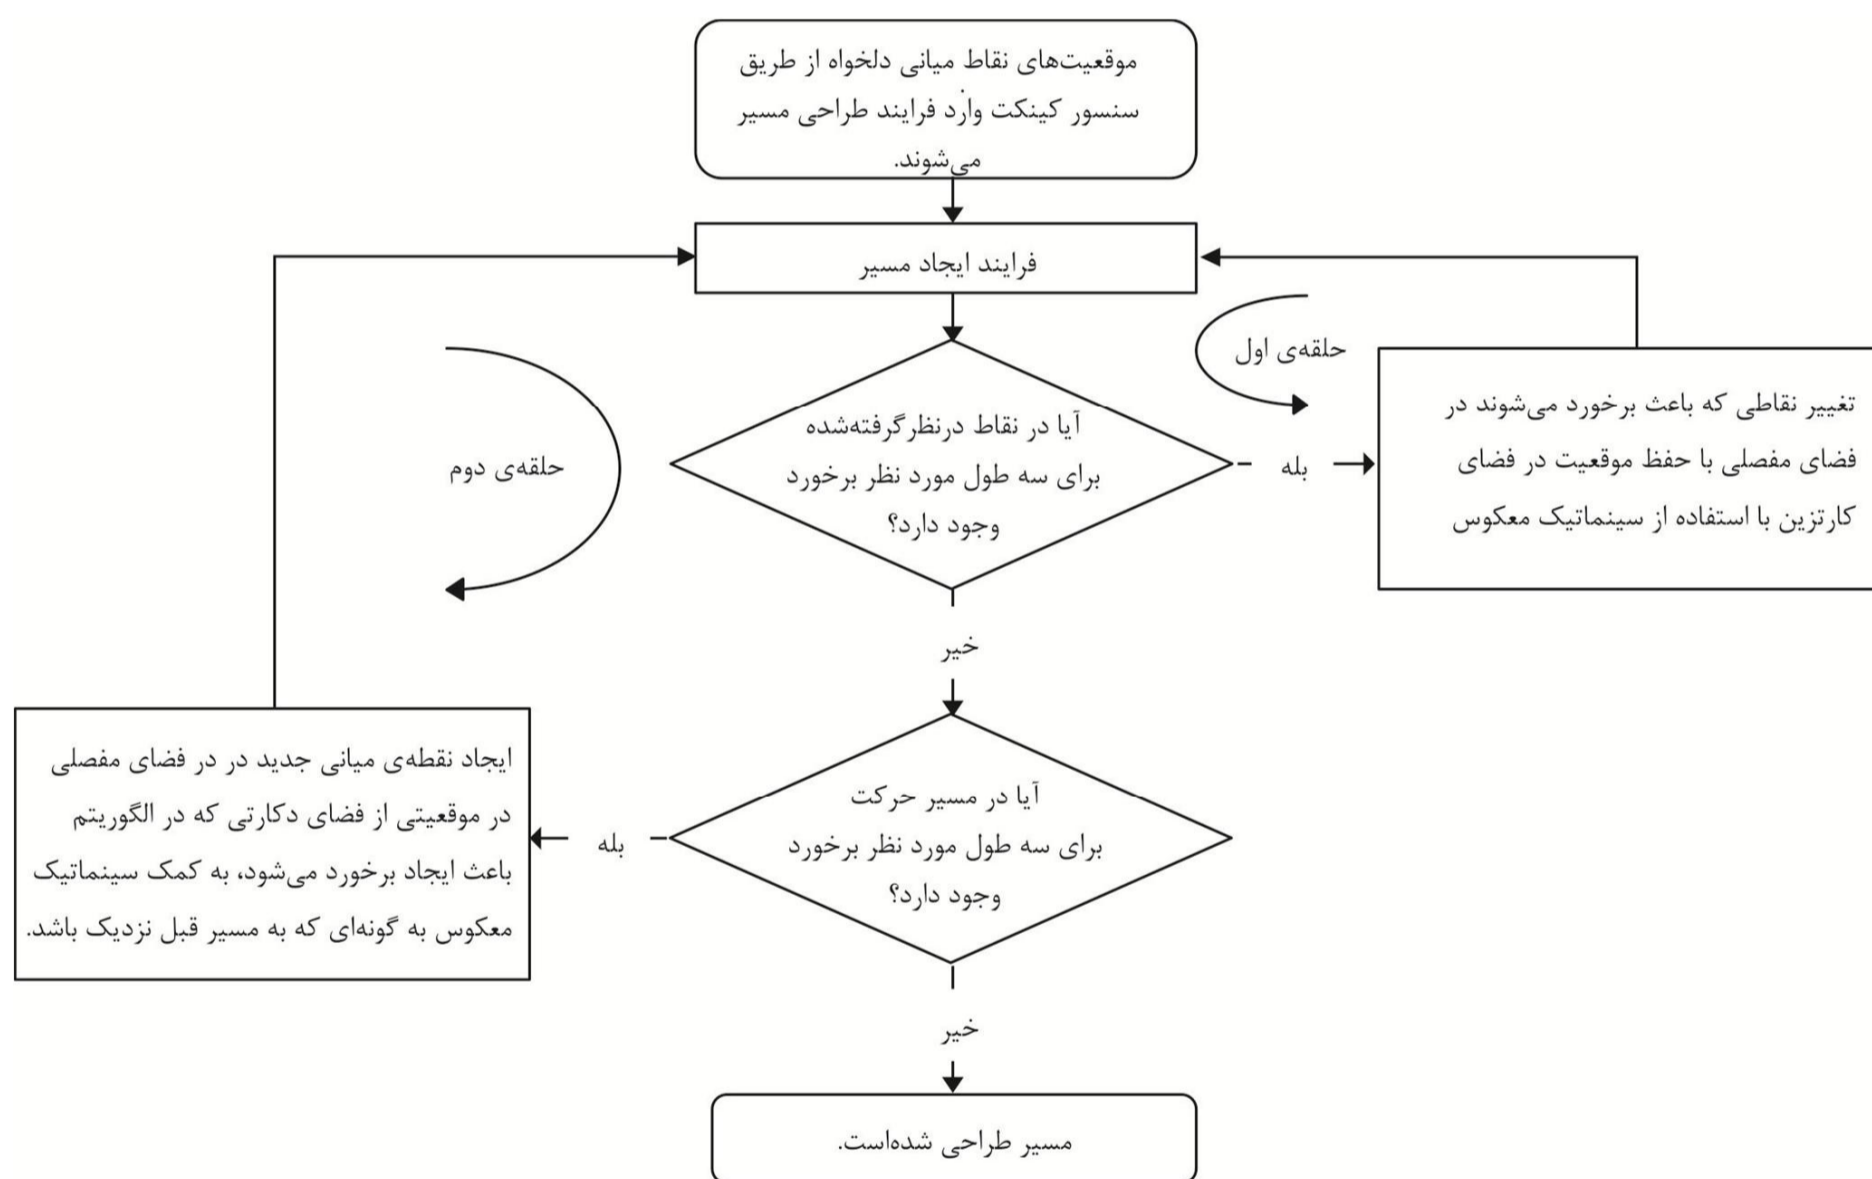 موقعیت‌های نقاط میانی دلخواه از طریق
سنسور کینکت وارد فرایند طراحی مسیر
می‌شوند.
فرایند ایجاد مسیر
حلقه‌ی اول
آیا در نقاط درنظرگرفته‌شده
برای سه طول مورد نظر برخورد
وجود دارد؟
بله
تغییر نقاطی که باعث برخورد می‌شوند در
فضای مفصلی با حفظ موقعیت در فضای
کارتزین با استفاده از سینماتیک معکوس
حلقه‌ی دوم
خیر
آیا در مسیر حرکت
برای سه طول مورد نظر برخورد
وجود دارد؟
بله
ایجاد نقطه‌ی میانی جدید در در فضای مفصلی
در موقعیتی از فضای دکارتی که در الگوریتم
باعث ایجاد برخورد می‌شود، به کمک سینماتیک
معکوس به گونه‌ای که به مسیر قبل نزدیک باشد.
خیر
مسیر طراحی شده‌است.